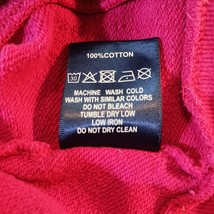 100%COTTON
30
MACHINE WASH COLD
WASH WITH SIMILAR COLORS
DO NOT BLEACH
TUMBLE DRY LOW
LOW IRON
DO NOT DRY CLEAN